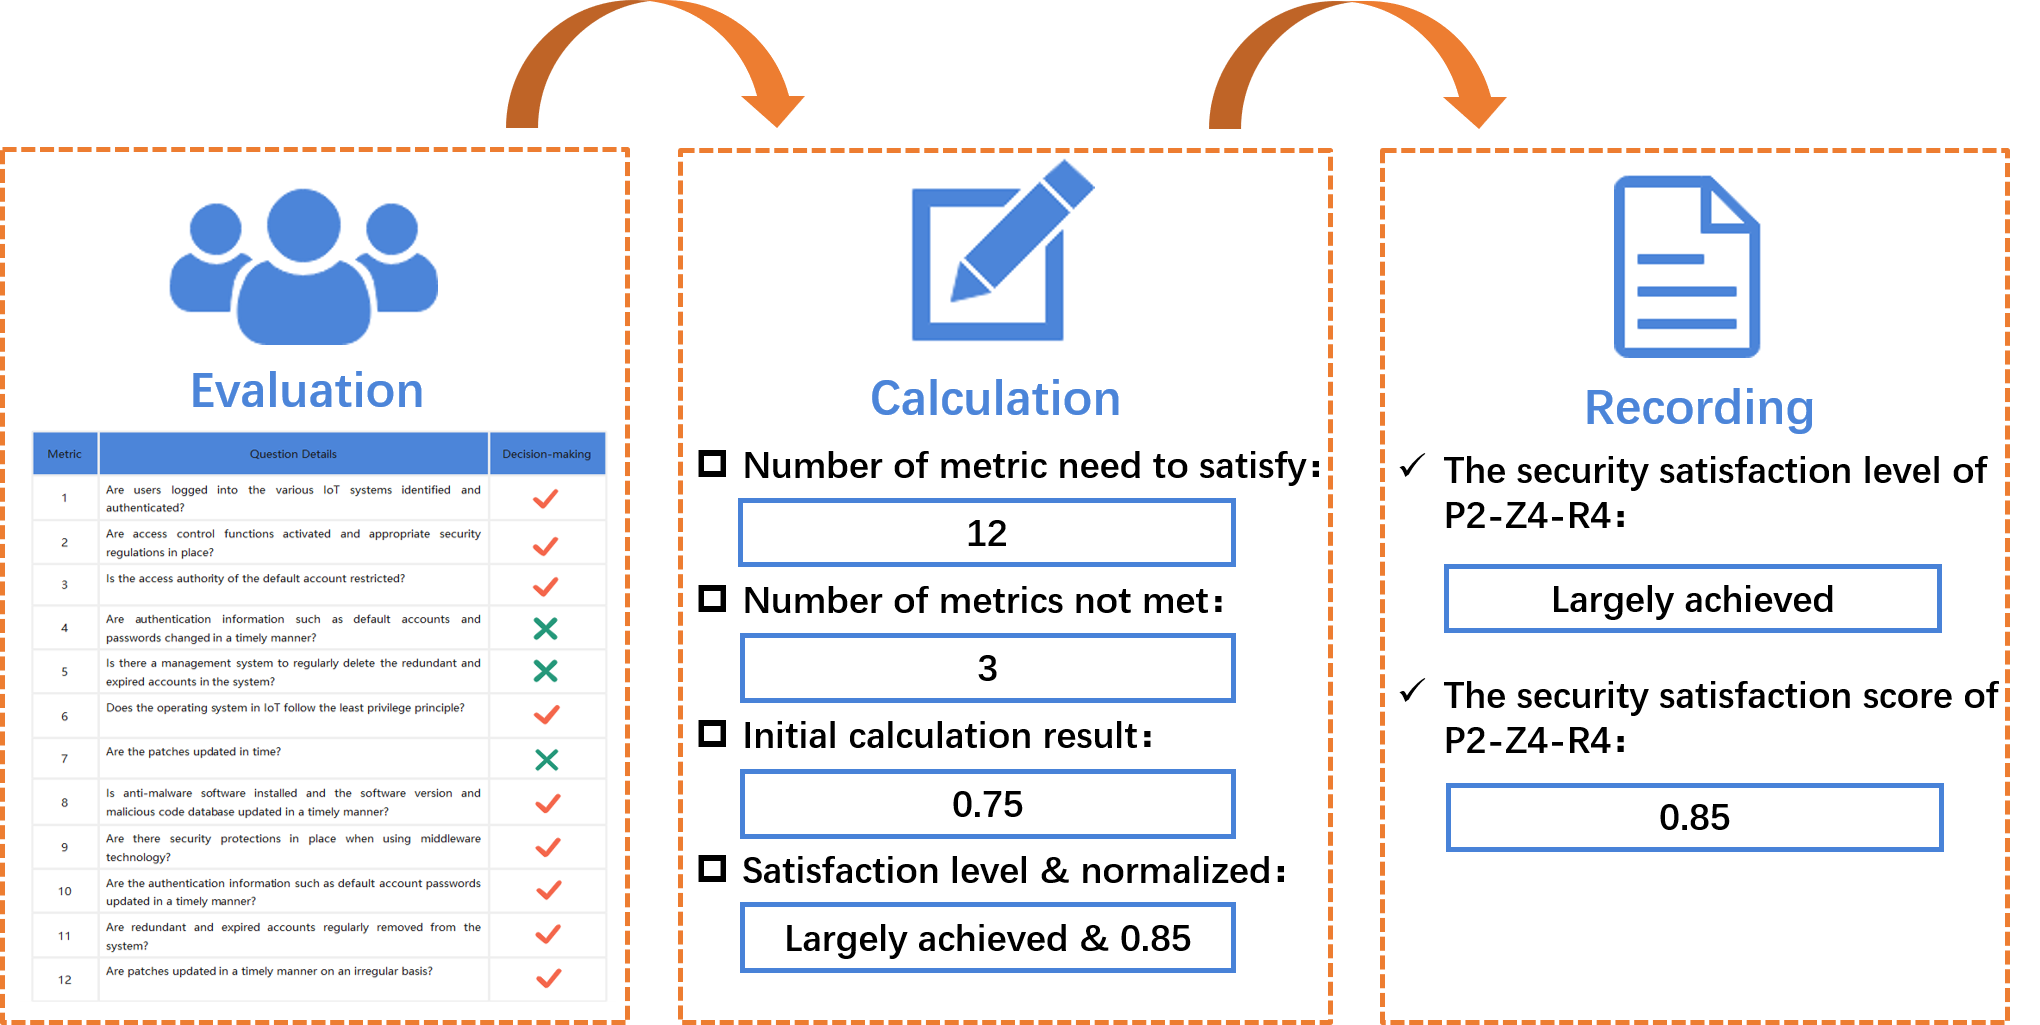 Evaluation
Metric Question Details Decision-making
1 Are users logged into the various IoT systems identified and
authenticated?
2 Are access control functions activated and appropriate security
regulations in place?
3 Is the access authority of the default account restricted?
4 Are authentication information such as default accounts and
passwords changed in a timely manner?
5 Is there a management system to regularly delete the redundant and
expired accounts in the system?
6 Does the operating system in IoT follow the least privilege principle?
7 Are the patches updated in time?
8 Is anti-malware software installed and the software version and
malicious code database updated in a timely manner?
9 Are there security protections in place when using middleware
technology?
10 Are the authentication information such as default account passwords
updated in a timely manner?
11 Are redundant and expired accounts regularly removed from the
system?
12 Are patches updated in a timely manner on an irregular basis?
Calculation
Number of metric need to satisfy:
12
Number of metrics not met:
3
Initial calculation result:
0.75
Satisfaction level & normalized:
Largely achieved & 0.85
Recording
The security satisfaction level of
P2-Z4-R4:
Largely achieved
The security satisfaction score of
P2-Z4-R4:
0.85